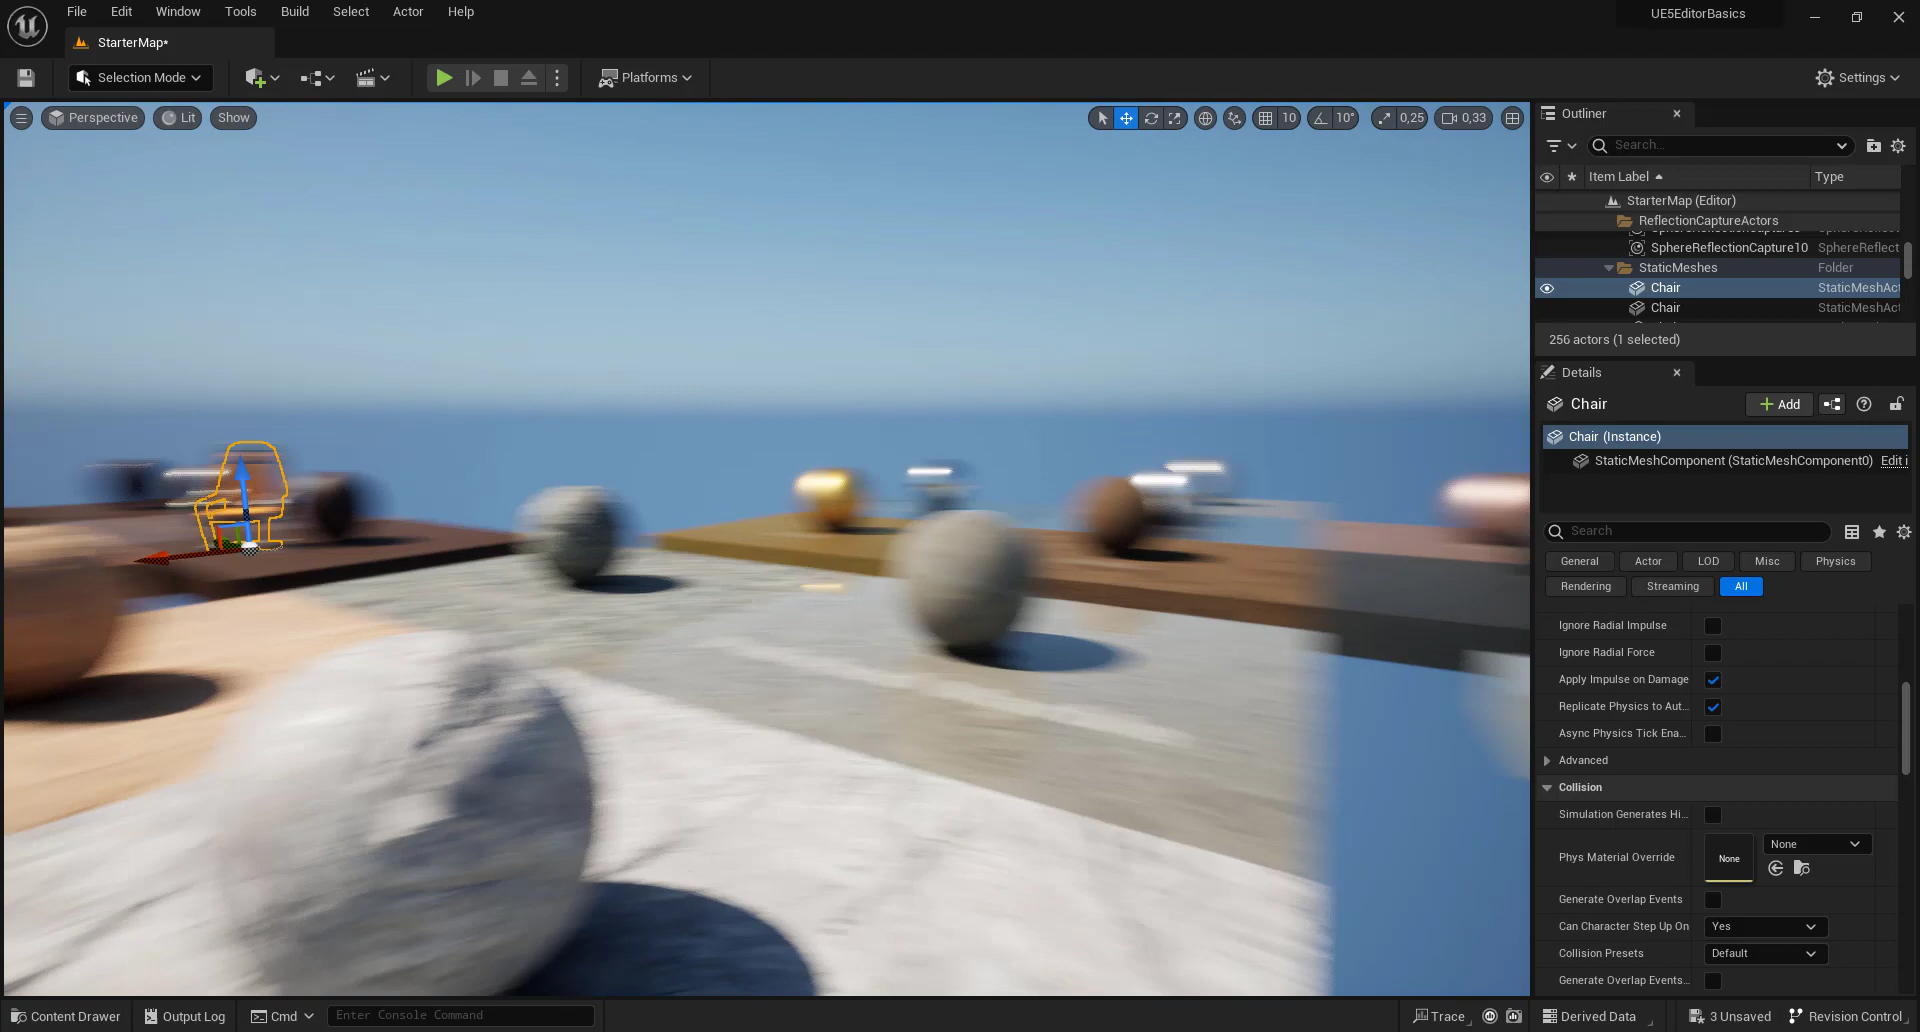 File Edit Window Tools Build Select Actor Help
UE5EditorBasics
StarterMap*
Selection Mode
Platforms
Settings
Perspective
Lit
Show
10
10°
0,25
0,33
Outliner
Search...
Item Label
Type
StarterMap (Editor)
ReflectionCaptureActors
SphereReflectionCapture10 SphereReflect
StaticMeshes Folder
Chair StaticMeshAct
Chair StaticMeshAct
256 actors (1 selected)
Details
Chair
Add
Chair (Instance)
StaticMeshComponent (StaticMeshComponent0) Edit i
Search
General Actor LOD Misc Physics
Rendering Streaming All
Ignore Radial Impulse
Ignore Radial Force
Apply Impulse on Damage
Replicate Physics to Aut...
Async Physics Tick Ena...
Advanced
Collision
Simulation Generates Hi...
None
Phys Material Override
None
Generate Overlap Events
Can Character Step Up On Yes
Collision Presets Default
Generate Overlap Events...
Content Drawer
Output Log
Cmd
Enter Console Command
Trace
Derived Data
3 Unsaved
Revision Control